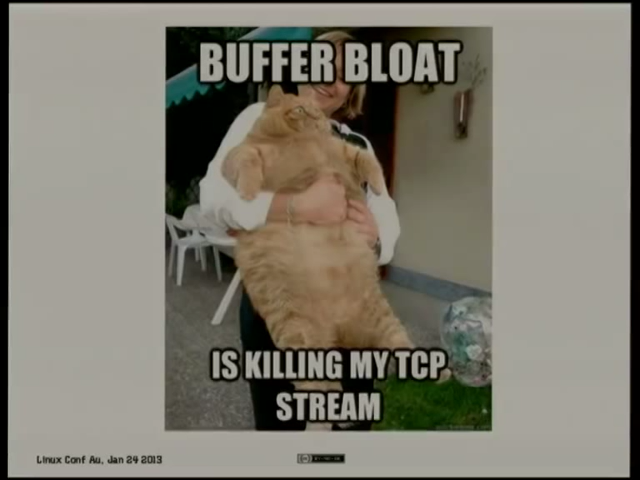 BUFFER BLOAT
IS KILLING MY TCP
STREAM
Linux Conf Au, Jan 24 2013